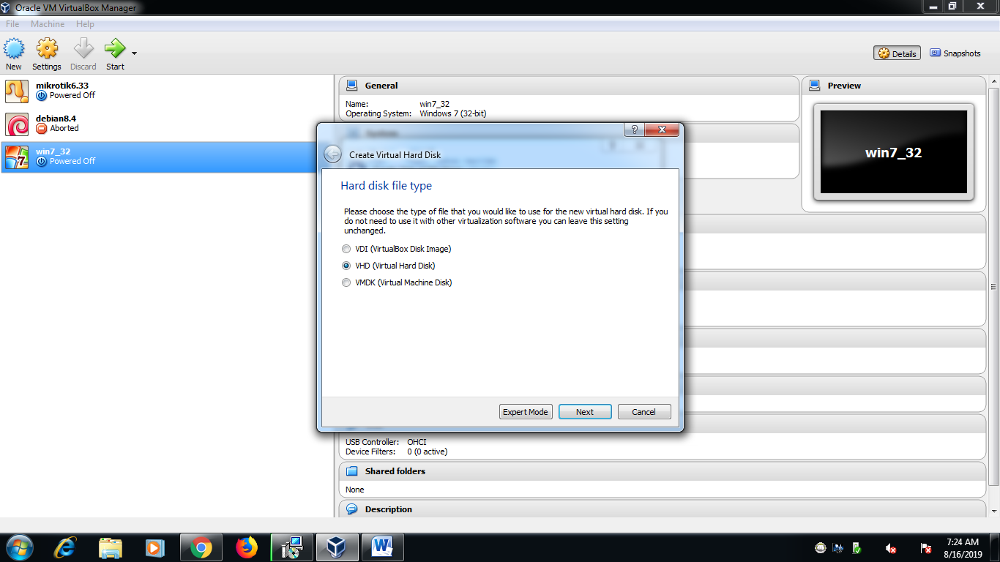 Oracle VM VirtualBox Manager
File Machine Help
New Settings Discard Start
Details Snapshots
mikrotik6.33
Powered Off
debian8.4
Aborted
win7_32
Powered Off
General
Name: win7_32
Operating System: Windows 7 (32-bit)
Preview
win7_32
Create Virtual Hard Disk
Hard disk file type
Please choose the type of file that you would like to use for the new virtual hard disk. If you
do not need to use it with other virtualization software you can leave this setting
unchanged.
VDI (VirtualBox Disk Image)
VHD (Virtual Hard Disk)
VMDK (Virtual Machine Disk)
Expert Mode Next Cancel
USB Controller: OHCI
Device Filters: 0 (0 active)
Shared folders
None
Description
7:24 AM
8/16/2019